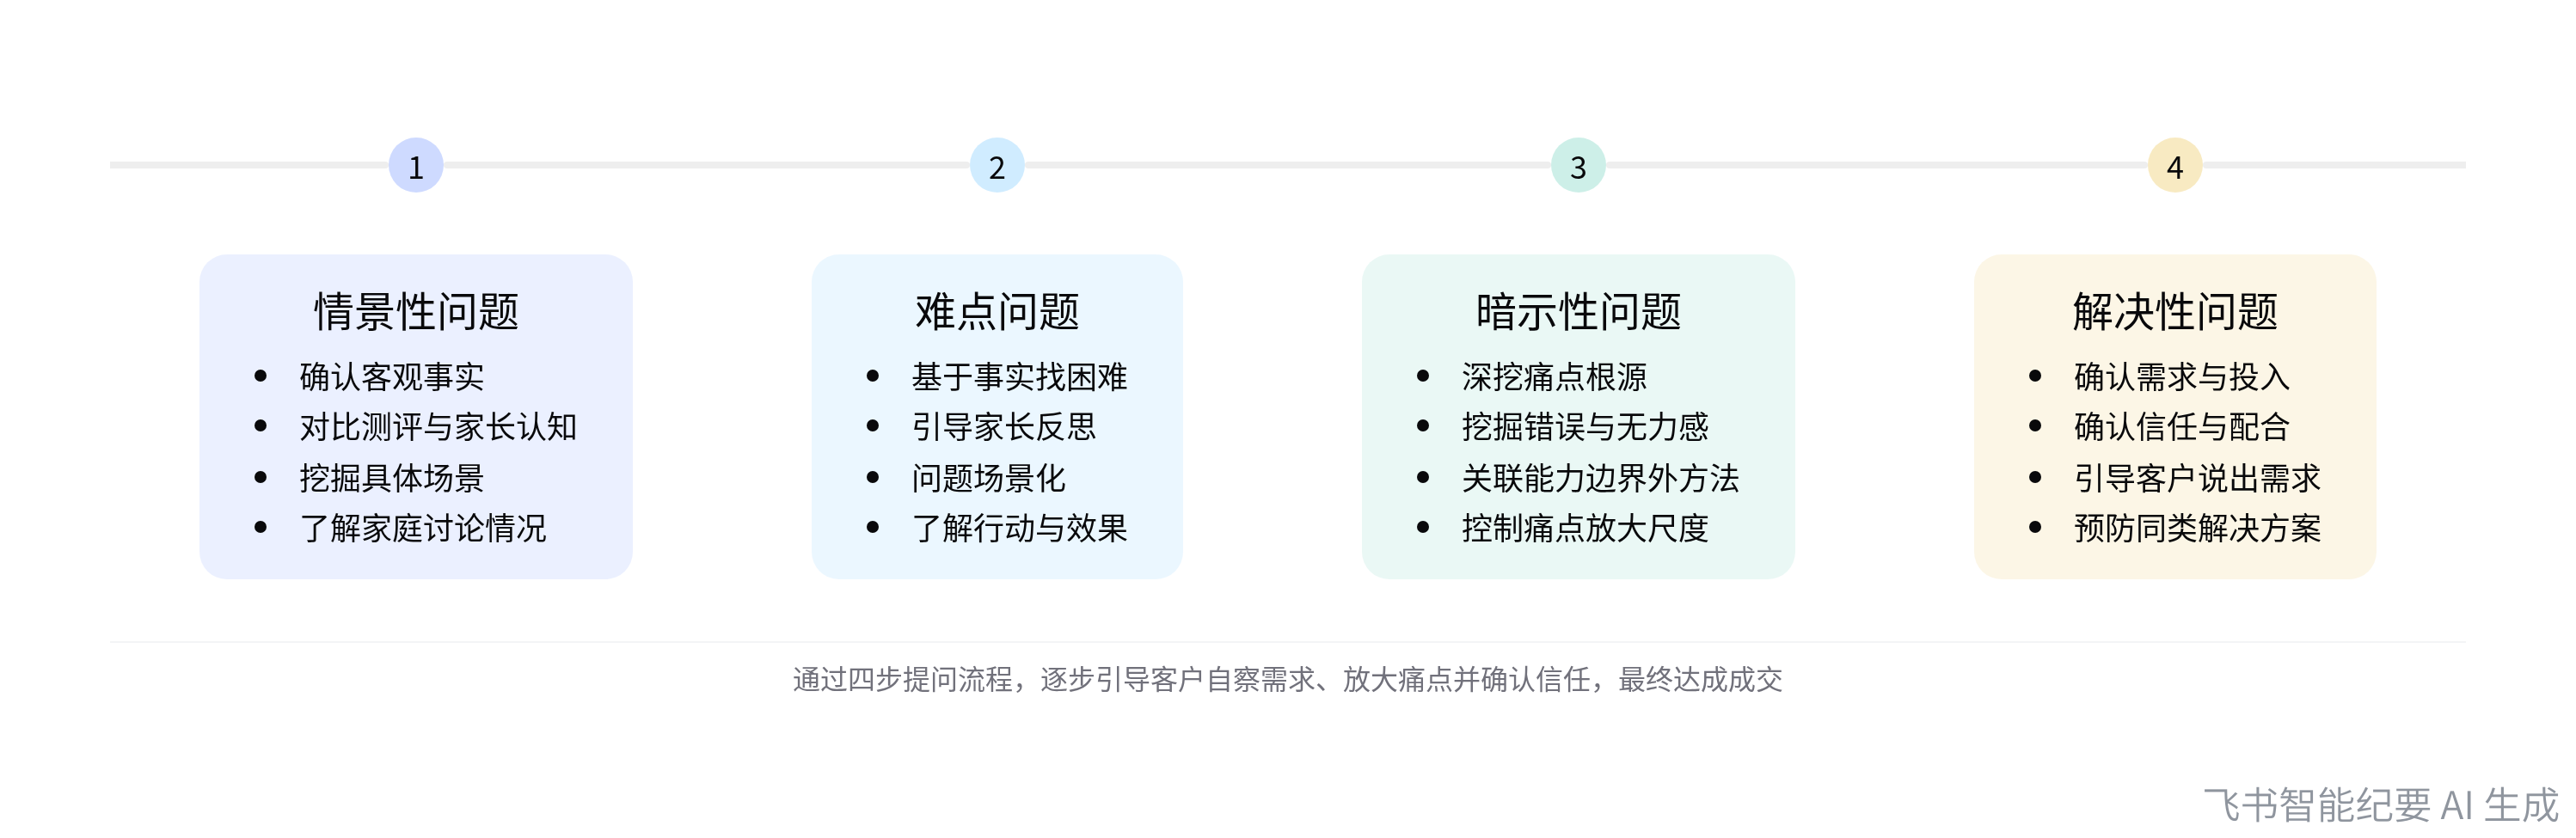 1
2
3
4
情景性问题
• 确认客观事实
• 对比测评与家长认知
• 挖掘具体场景
• 了解家庭讨论情况
难点问题
• 基于事实找困难
• 引导家长反思
• 问题场景化
• 了解行动与效果
暗示性问题
• 深挖痛点根源
• 挖掘错误与无力感
• 关联能力边界外方法
• 控制痛点放大尺度
解决性问题
• 确认需求与投入
• 确认信任与配合
• 引导客户说出需求
• 预防同类解决方案
通过四步提问流程，逐步引导客户自察需求、放大痛点并确认信任，最终达成成交
飞书智能纪要 AI 生成